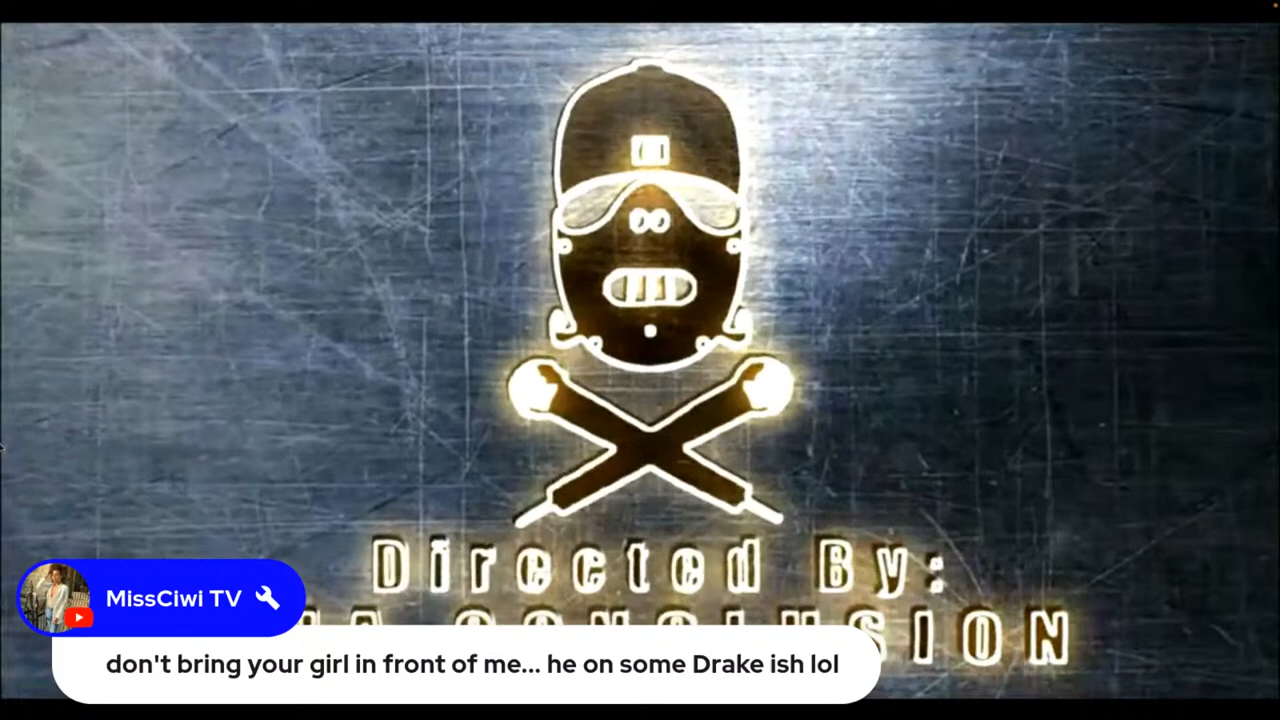 Directed By:
MissCiwi TV
don't bring your girl in front of me... he on some Drake ish lol